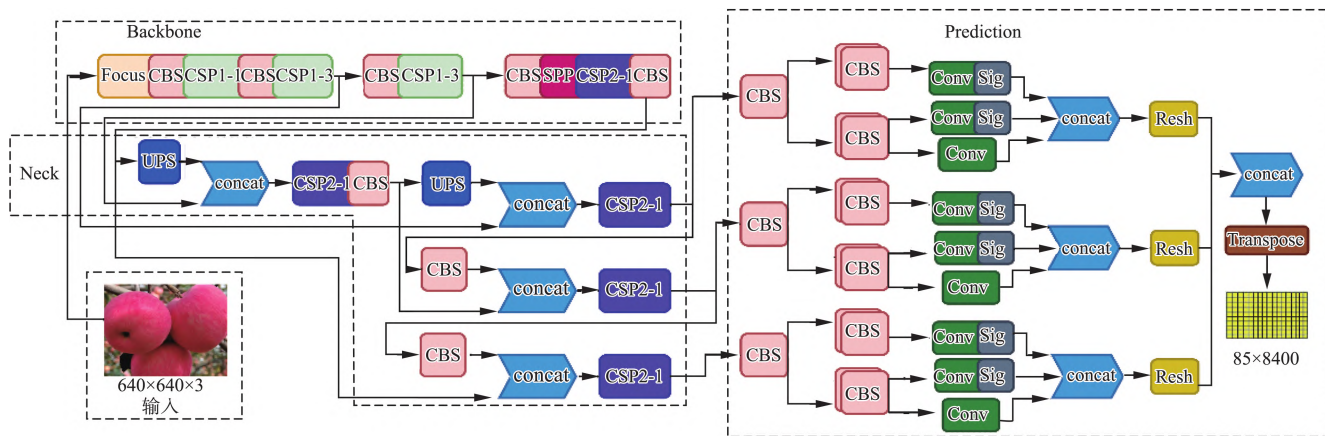 Backbone
Focus CBS CSP1-1 CBS CSP1-3 CBS CSP1-3 CBS SPP CSP2-1 CBS
Neck
UPS concat CSP2-1 CBS UPS concat CSP2-1
CBS concat CSP2-1
CBS concat CSP2-1
640×640×3
输入
Prediction
CBS
CBS Conv Sig
CBS Conv Sig
Conv
concat Resh
CBS
CBS Conv Sig
CBS Conv Sig
Conv
concat Resh
CBS
CBS Conv Sig
CBS Conv Sig
Conv
concat Resh
concat
Transpose
85×8400